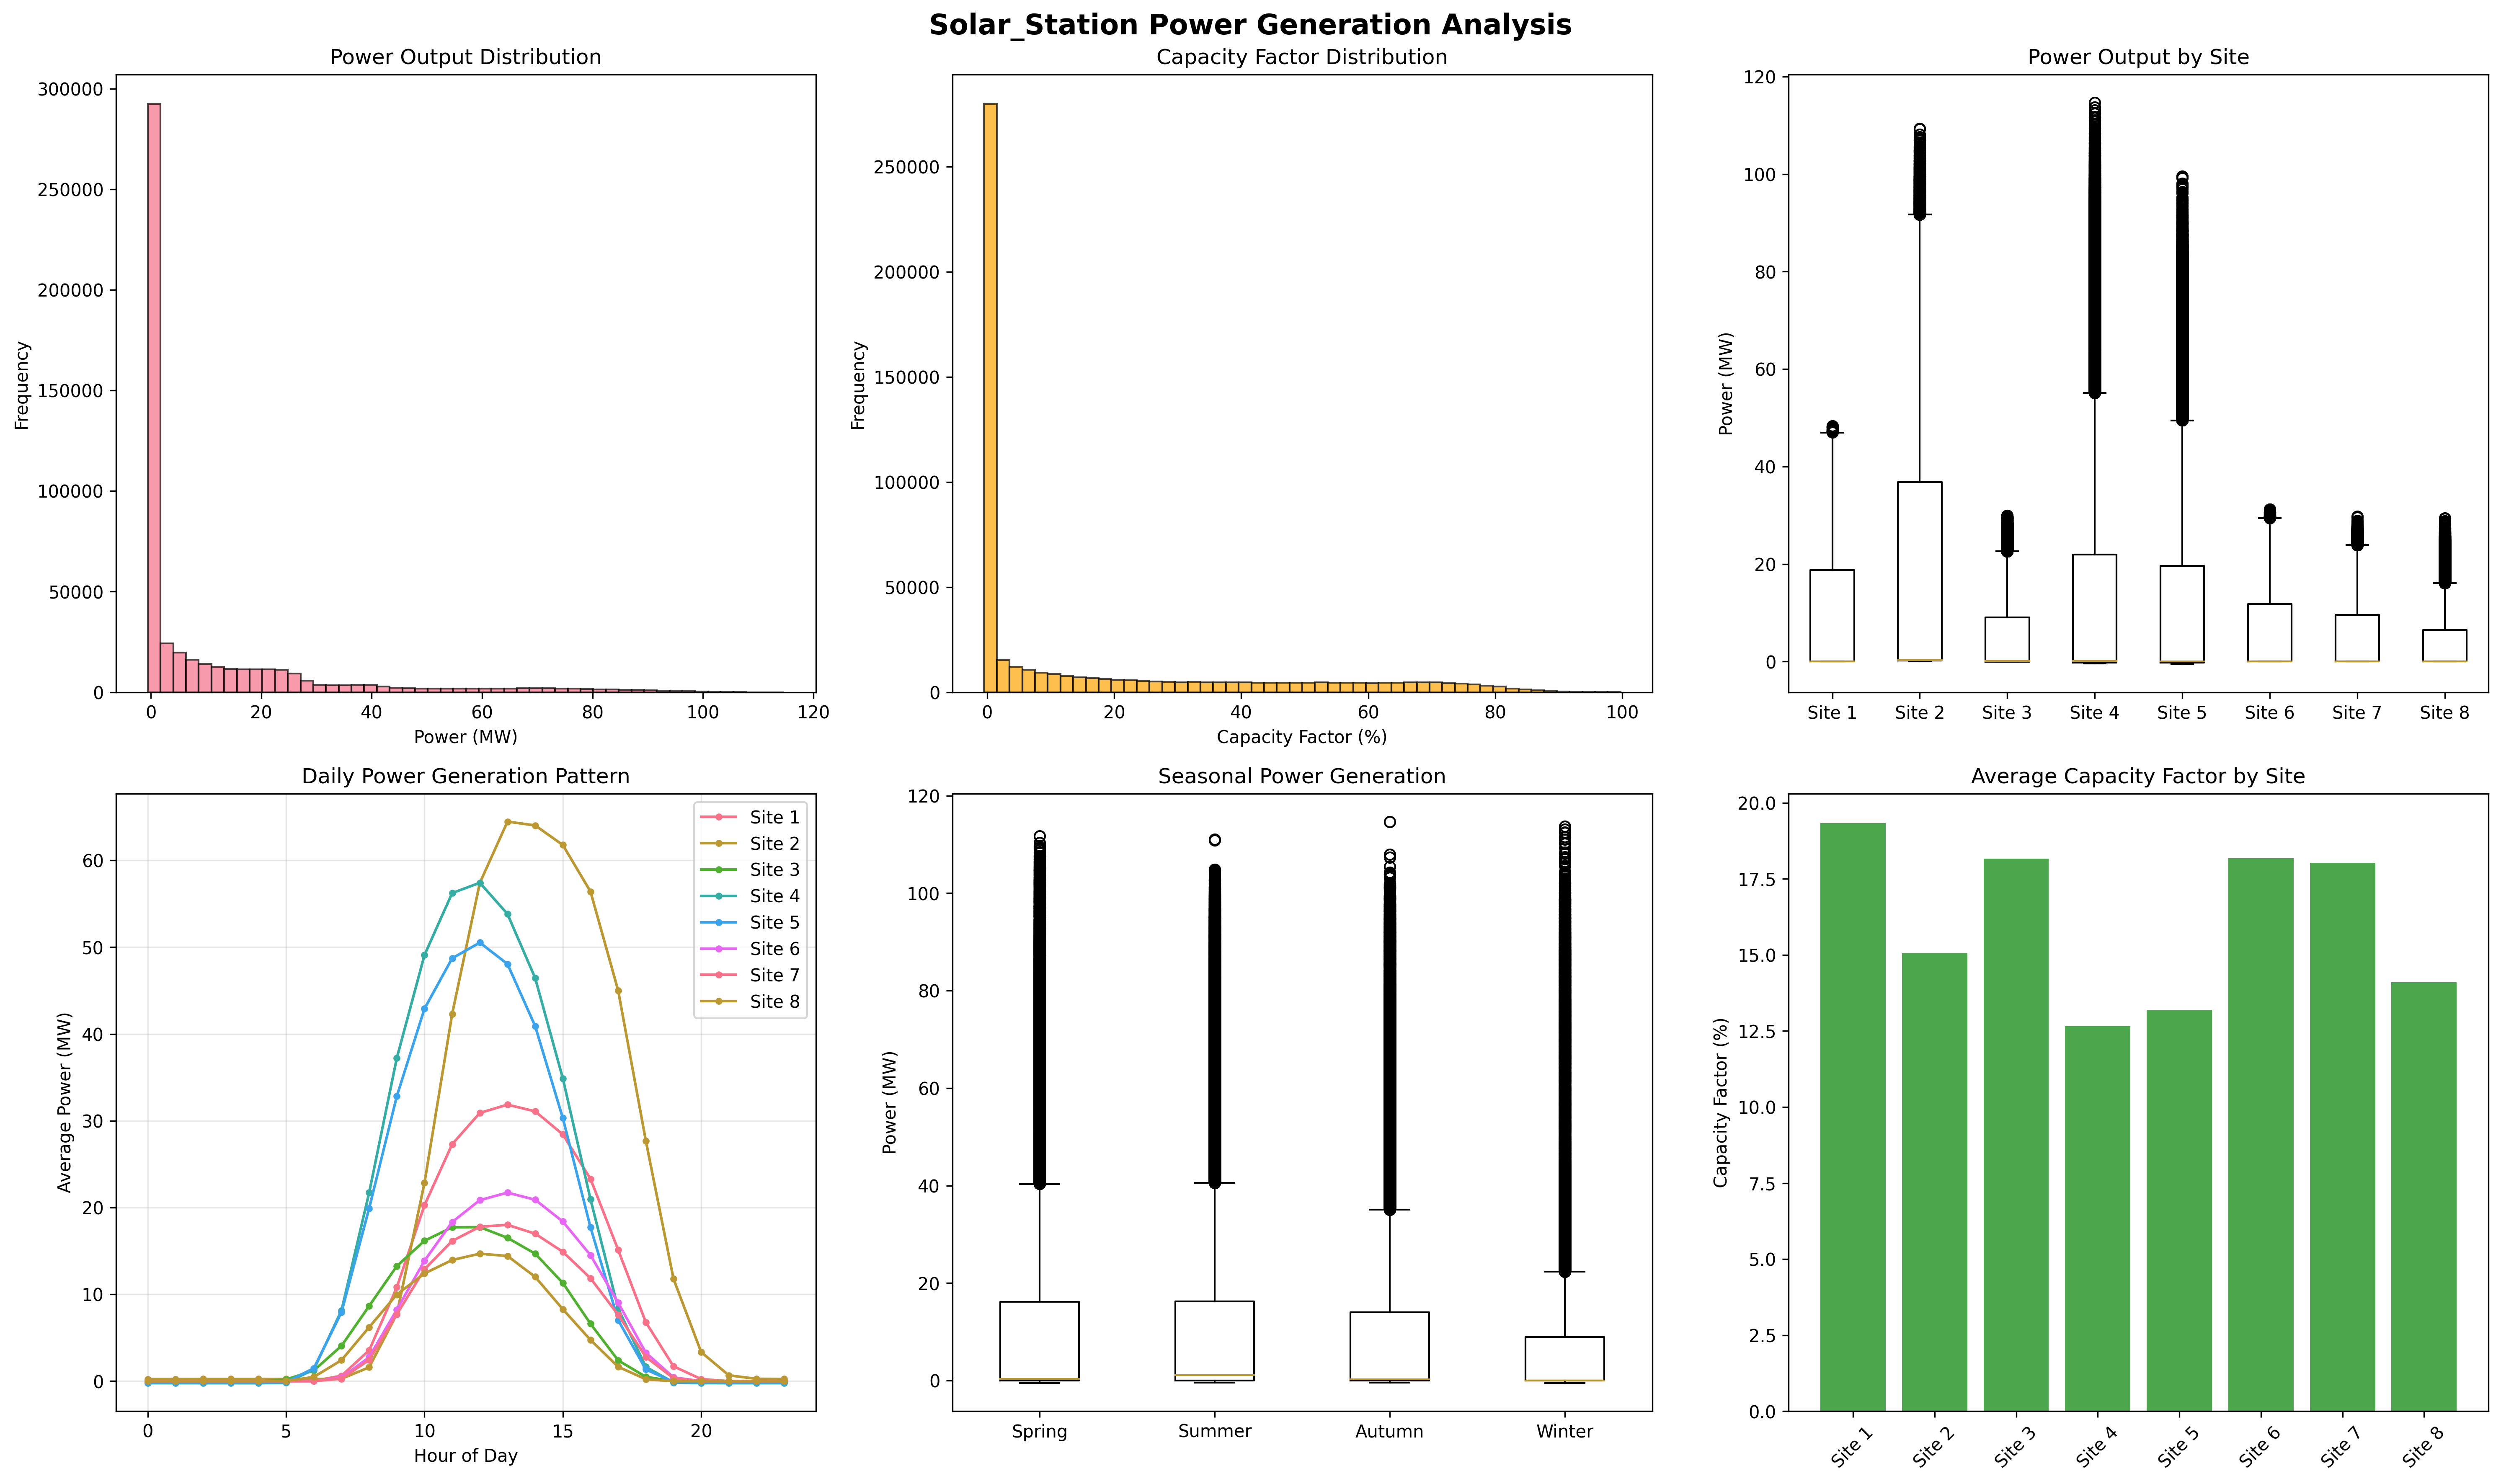 Solar_Station Power Generation Analysis
Power Output Distribution
Frequency
300000
250000
200000
150000
100000
50000
0
0 20 40 60 80 100 120
Power (MW)
Capacity Factor Distribution
Frequency
250000
200000
150000
100000
50000
0
0 20 40 60 80 100
Capacity Factor (%)
Power Output by Site
Power (MW)
120
100
80
60
40
20
0
Site 1 Site 2 Site 3 Site 4 Site 5 Site 6 Site 7 Site 8
Daily Power Generation Pattern
Average Power (MW)
60
50
40
30
20
10
0
0 5 10 15 20
Hour of Day
Site 1
Site 2
Site 3
Site 4
Site 5
Site 6
Site 7
Site 8
Seasonal Power Generation
Power (MW)
120
100
80
60
40
20
0
Spring Summer Autumn Winter
Average Capacity Factor by Site
Capacity Factor (%)
20.0
17.5
15.0
12.5
10.0
7.5
5.0
2.5
0.0
Site 1 Site 2 Site 3 Site 4 Site 5 Site 6 Site 7 Site 8